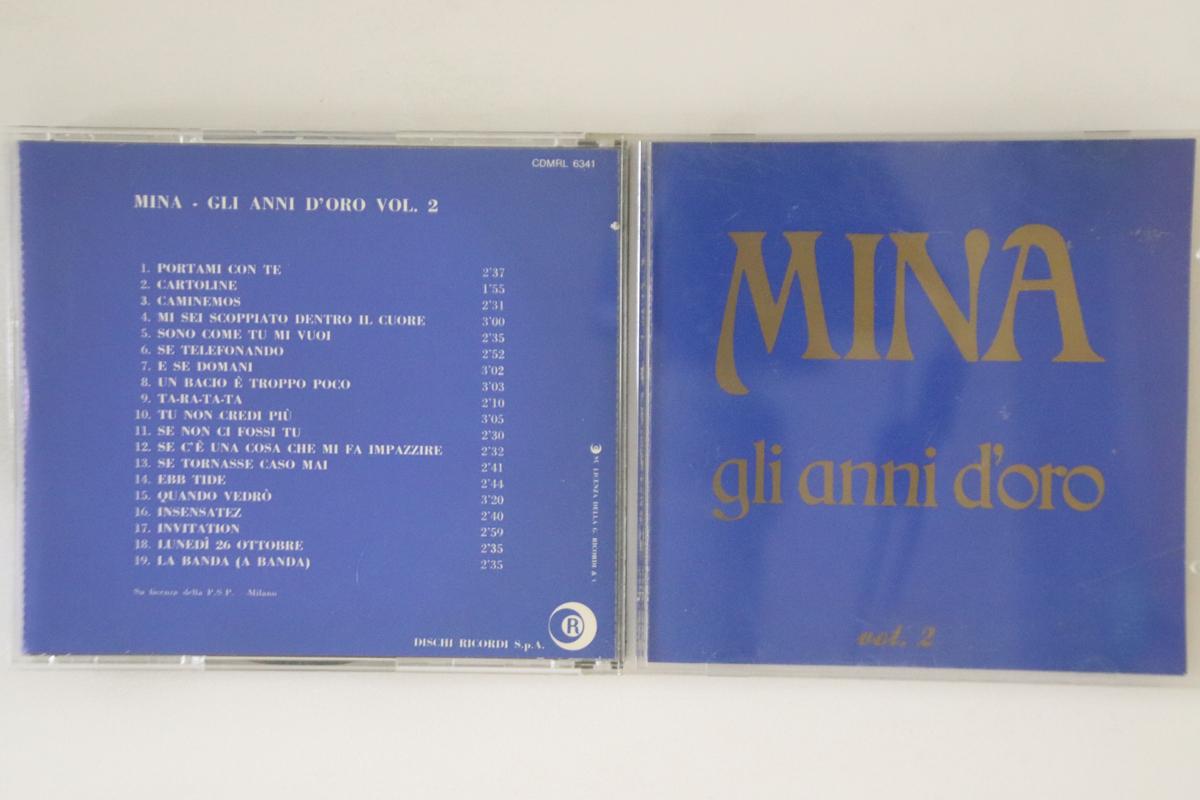 CDMRL 6341
MINA - GLI ANNI D'ORO VOL. 2
1. PORTAMI CON TE 2'37
2. CARTOLINE 1'55
3. CAMINEMOS 2'31
4. MI SEI SCOPPIATO DENTRO IL CUORE 3'00
5. SONO COME TU MI VUOI 2'35
6. SE TELEFONANDO 2'52
7. E SE DOMANI 3'02
8. UN BACIO È TROPPO POCO 3'03
9. TA-RA-TA-TA 2'10
10. TU NON CREDI PIÙ 3'05
11. SE NON CI FOSSI TU 2'30
12. SE C'È UNA COSA CHE MI FA IMPAZZIRE 2'32
13. SE TORNASSE CASO MAI 2'41
14. EBB TIDE 2'44
15. QUANDO VEDRÒ 3'20
16. INSENSATEZ 2'40
17. INVITATION 2'59
18. LUNEDÌ 26 OTTOBRE 2'35
19. LA BANDA (A BANDA) 2'35
Su licenza della P.S.P. Milano
DISCHI RICORDI S.p.A.
R
LICENZA DELLA G. RICORDI &
MINA
gli anni d'oro
vol. 2